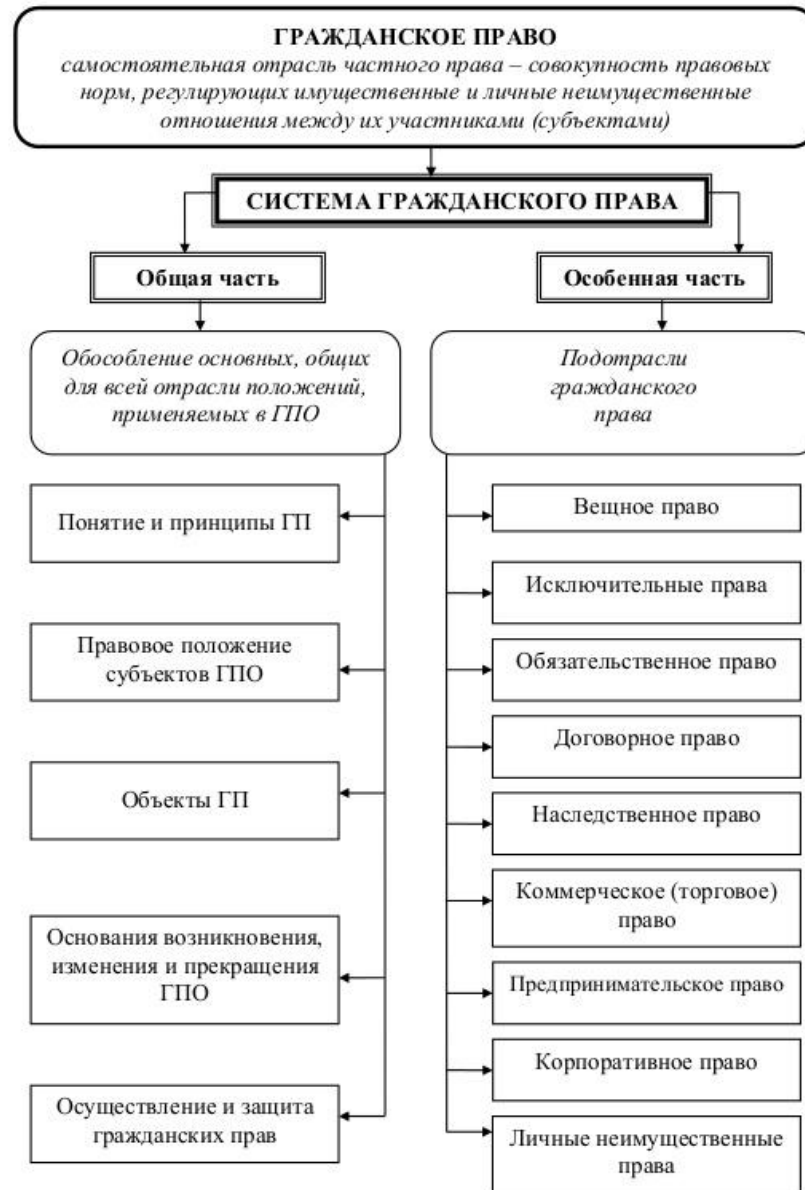 ГРАЖДАНСКОЕ ПРАВО
самостоятельная отрасль частного права – совокупность правовых
норм, регулирующих имущественные и личные неимущественные
отношения между их участниками (субъектами)
СИСТЕМА ГРАЖДАНСКОГО ПРАВА
Общая часть
Обособление основных, общих
для всей отрасли положений,
применяемых в ГПО
Понятие и принципы ГП
Правовое положение
субъектов ГПО
Объекты ГП
Основания возникновения,
изменения и прекращения
ГПО
Осуществление и защита
гражданских прав
Особенная часть
Подотрасли
гражданского
права
Вещное право
Исключительные права
Обязательственное право
Договорное право
Наследственное право
Коммерческое (торговое)
право
Предпринимательское право
Корпоративное право
Личные неимущественные
права